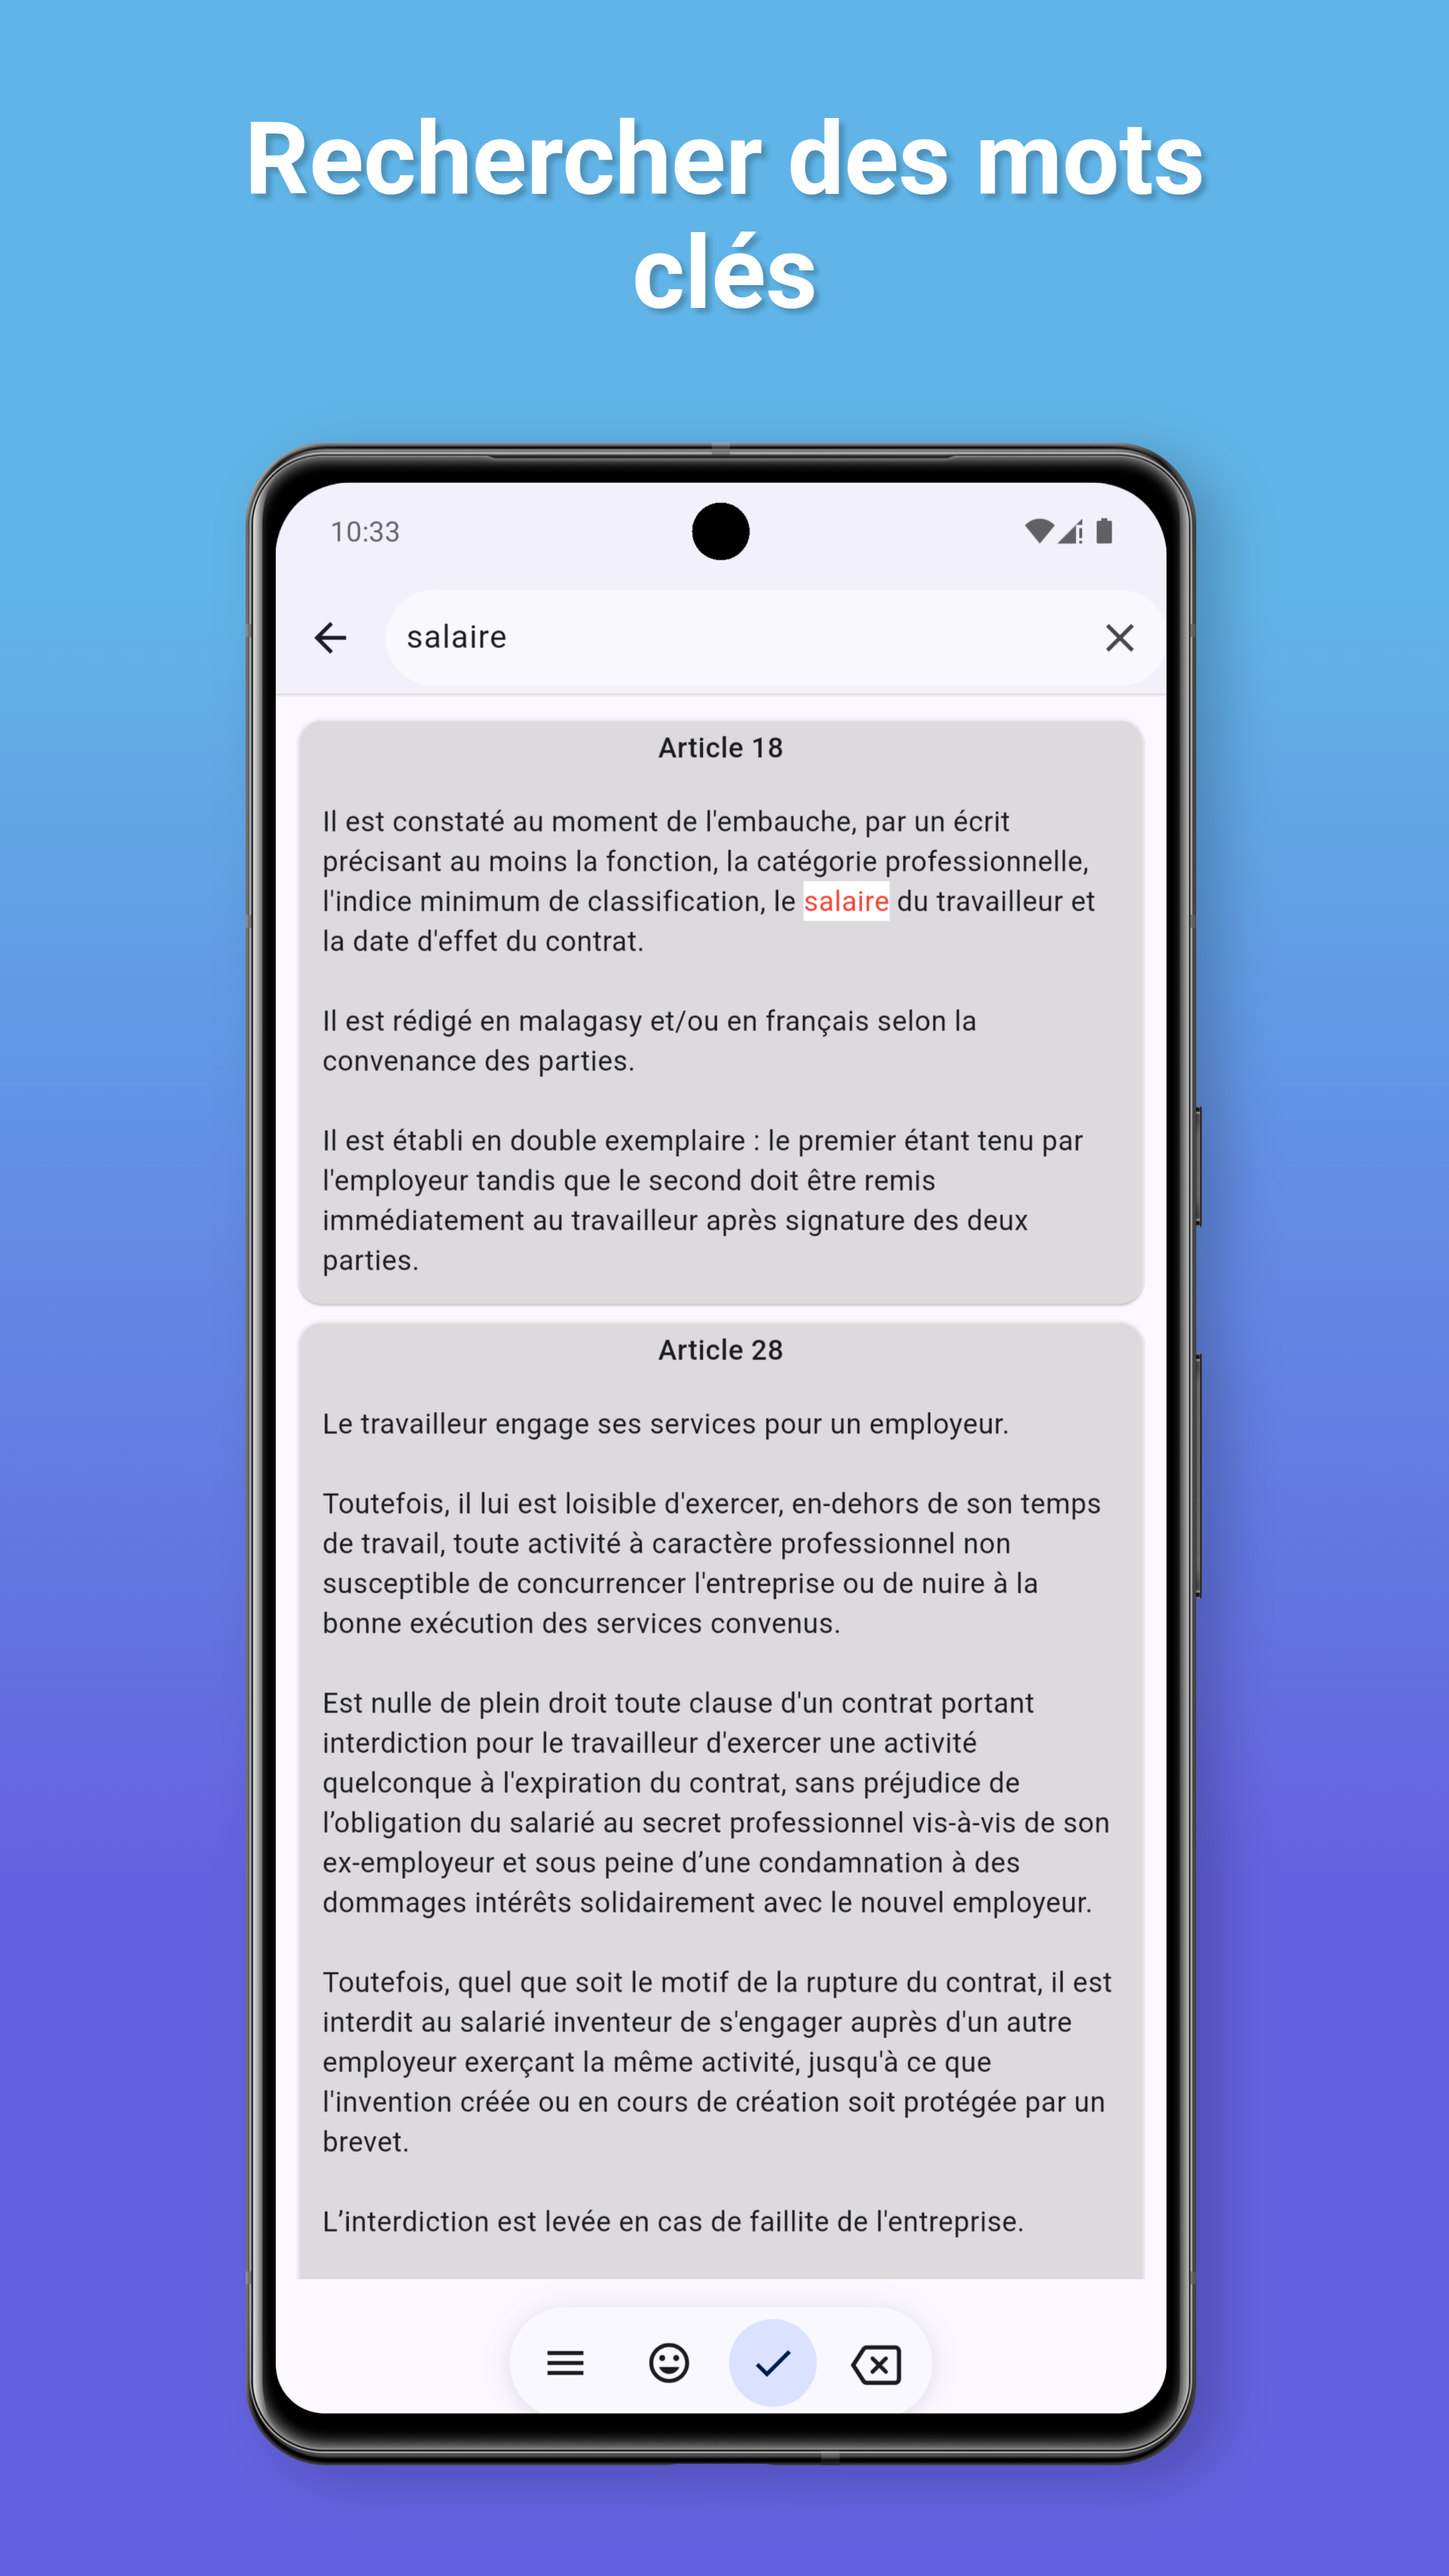 Rechercher des mots
clés
10:33
salaire
Article 18
Il est constaté au moment de l'embauche, par un écrit
précisant au moins la fonction, la catégorie professionnelle,
l'indice minimum de classification, le salaire du travailleur et
la date d'effet du contrat.
Il est rédigé en malagasy et/ou en français selon la
convenance des parties.
Il est établi en double exemplaire : le premier étant tenu par
l'employeur tandis que le second doit être remis
immédiatement au travailleur après signature des deux
parties.
Article 28
Le travailleur engage ses services pour un employeur.
Toutefois, il lui est loisible d'exercer, en-dehors de son temps
de travail, toute activité à caractère professionnel non
susceptible de concurrencer l'entreprise ou de nuire à la
bonne exécution des services convenus.
Est nulle de plein droit toute clause d'un contrat portant
interdiction pour le travailleur d'exercer une activité
quelconque à l'expiration du contrat, sans préjudice de
l’obligation du salarié au secret professionnel vis-à-vis de son
ex-employeur et sous peine d’une condamnation à des
dommages intérêts solidairement avec le nouvel employeur.
Toutefois, quel que soit le motif de la rupture du contrat, il est
interdit au salarié inventeur de s'engager auprès d'un autre
employeur exerçant la même activité, jusqu'à ce que
l'invention créée ou en cours de création soit protégée par un
brevet.
L’interdiction est levée en cas de faillite de l'entreprise.